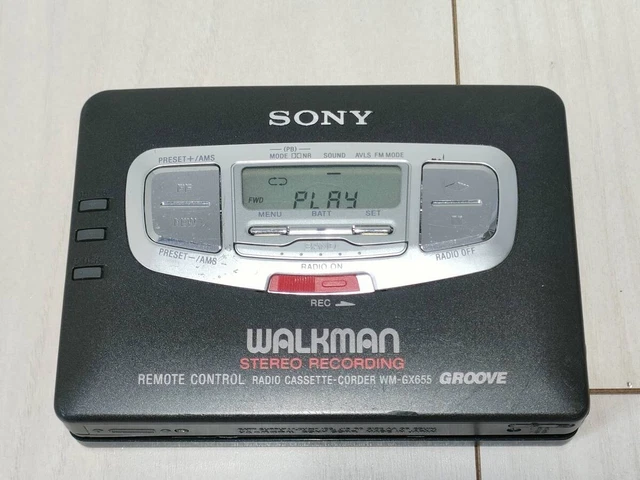 SONY
(PB)
PRESET+/AMS MODE NR SOUND AVLS FM MODE
FWD PLAY
MENU BATT SET
PRESET-/AMS RADIO ON RADIO OFF
REC
WALKMAN
STEREO RECORDING
REMOTE CONTROL RADIO CASSETTE-CORDER WM-GX655 GROOVE